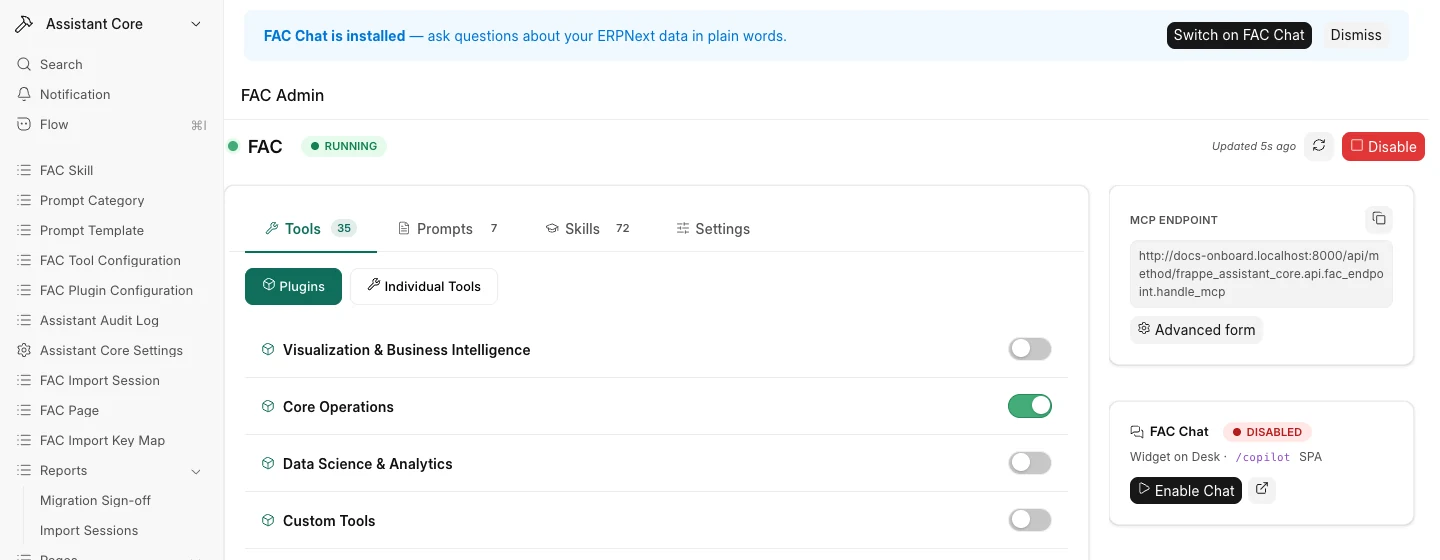 Assistant Core
Search
Notification
Flow
⌘I
FAC Skill
Prompt Category
Prompt Template
FAC Tool Configuration
FAC Plugin Configuration
Assistant Audit Log
Assistant Core Settings
FAC Import Session
FAC Page
FAC Import Key Map
Reports
Migration Sign-off
Import Sessions
Pages
FAC Chat is installed — ask questions about your ERPNext data in plain words.
Switch on FAC Chat
Dismiss
FAC Admin
FAC
RUNNING
Updated 5s ago
Disable
Tools 35
Prompts 7
Skills 72
Settings
Plugins
Individual Tools
Visualization & Business Intelligence
Core Operations
Data Science & Analytics
Custom Tools
MCP ENDPOINT
http://docs-onboard.localhost:8000/api/m
ethod/frappe_assistant_core.api.fac_endpo
int.handle_mcp
Advanced form
FAC Chat
DISABLED
Widget on Desk · /copilot SPA
Enable Chat